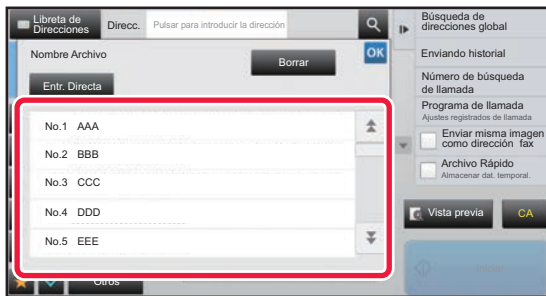 Libreta de
Direcciones
Direcc.
Pulsar para introducir la dirección
Nombre Archivo
Borrar
OK
Entr. Directa
No.1 AAA
No.2 BBB
No.3 CCC
No.4 DDD
No.5 EEE
Otros
Búsqueda de
direcciones global
Enviando historial
Número de búsqueda
de llamada
Programa de llamada
Ajustes registrados de llamada
Enviar misma imagen
como dirección fax
Archivo Rápido
Almacenar dat. temporal.
Vista previa
CA